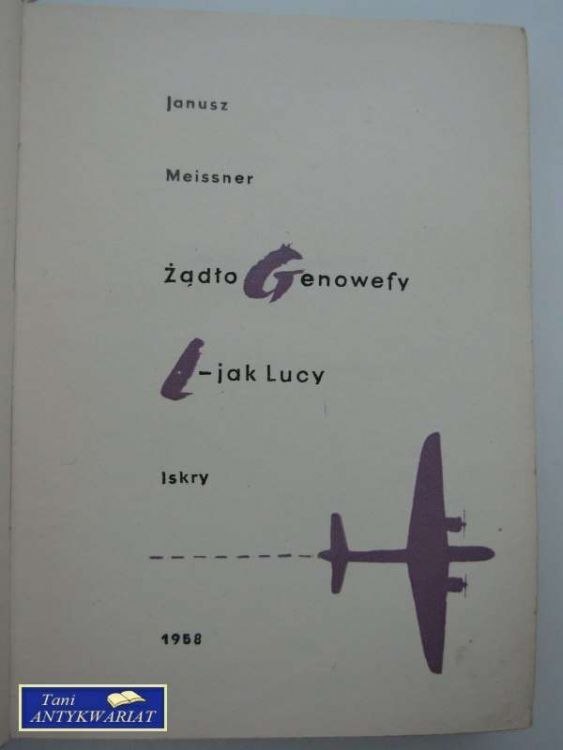 Janusz
Meissner
Żądło Genowefy
L-jak Lucy
Iskry
1958
Tani
ANTYKWARIAT